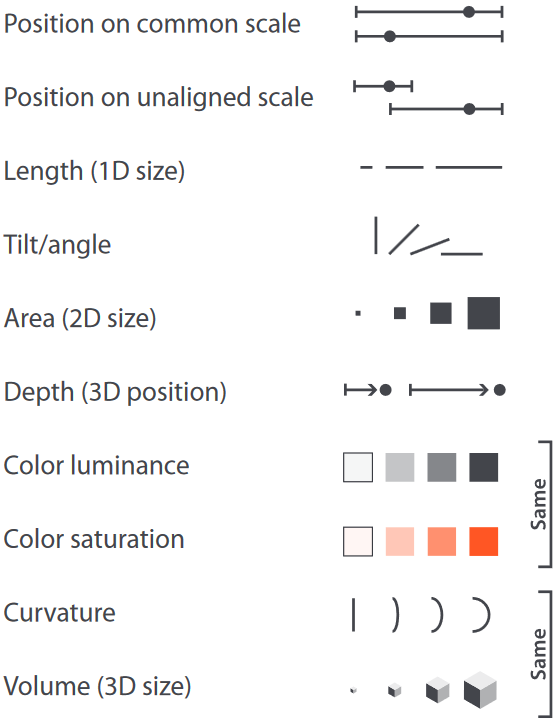 Position on common scale
Position on unaligned scale
Length (1D size)
Tilt/angle
Area (2D size)
Depth (3D position)
Color luminance
Color saturation
Same
Curvature
Volume (3D size)
Same